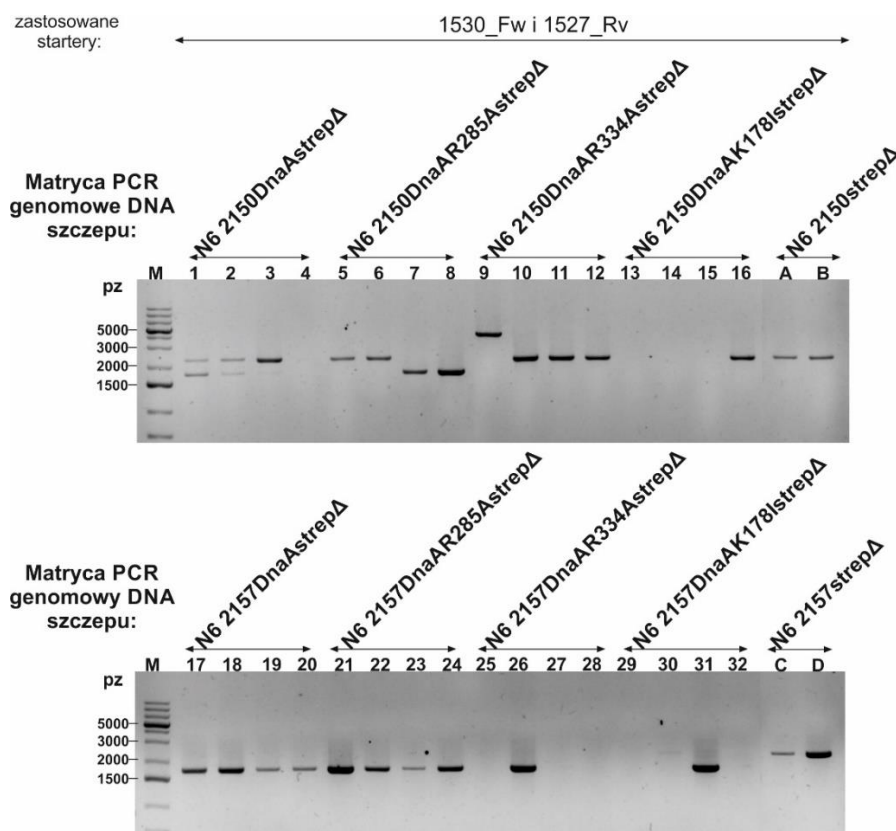 zastosowane
startery:
1530_Fw i 1527_Rv
Matryca PCR
genomowe DNA
szczepu:
N6 2150DnaAstrepΔ
N6 2150DnaAR285AstrepΔ
N6 2150DnaAR334AstrepΔ
N6 2150DnaAK178IstrepΔ
N6 2150strepΔ
M 1 2 3 4 5 6 7 8 9 10 11 12 13 14 15 16 A B
pz
5000
3000
2000
1500
Matryca PCR
genomowy DNA
szczepu:
N6 2157DnaAstrepΔ
N6 2157DnaAR285AstrepΔ
N6 2157DnaAR334AstrepΔ
N6 2157DnaAK178IstrepΔ
N6 2157strepΔ
M 17 18 19 20 21 22 23 24 25 26 27 28 29 30 31 32 C D
pz
5000
3000
2000
1500